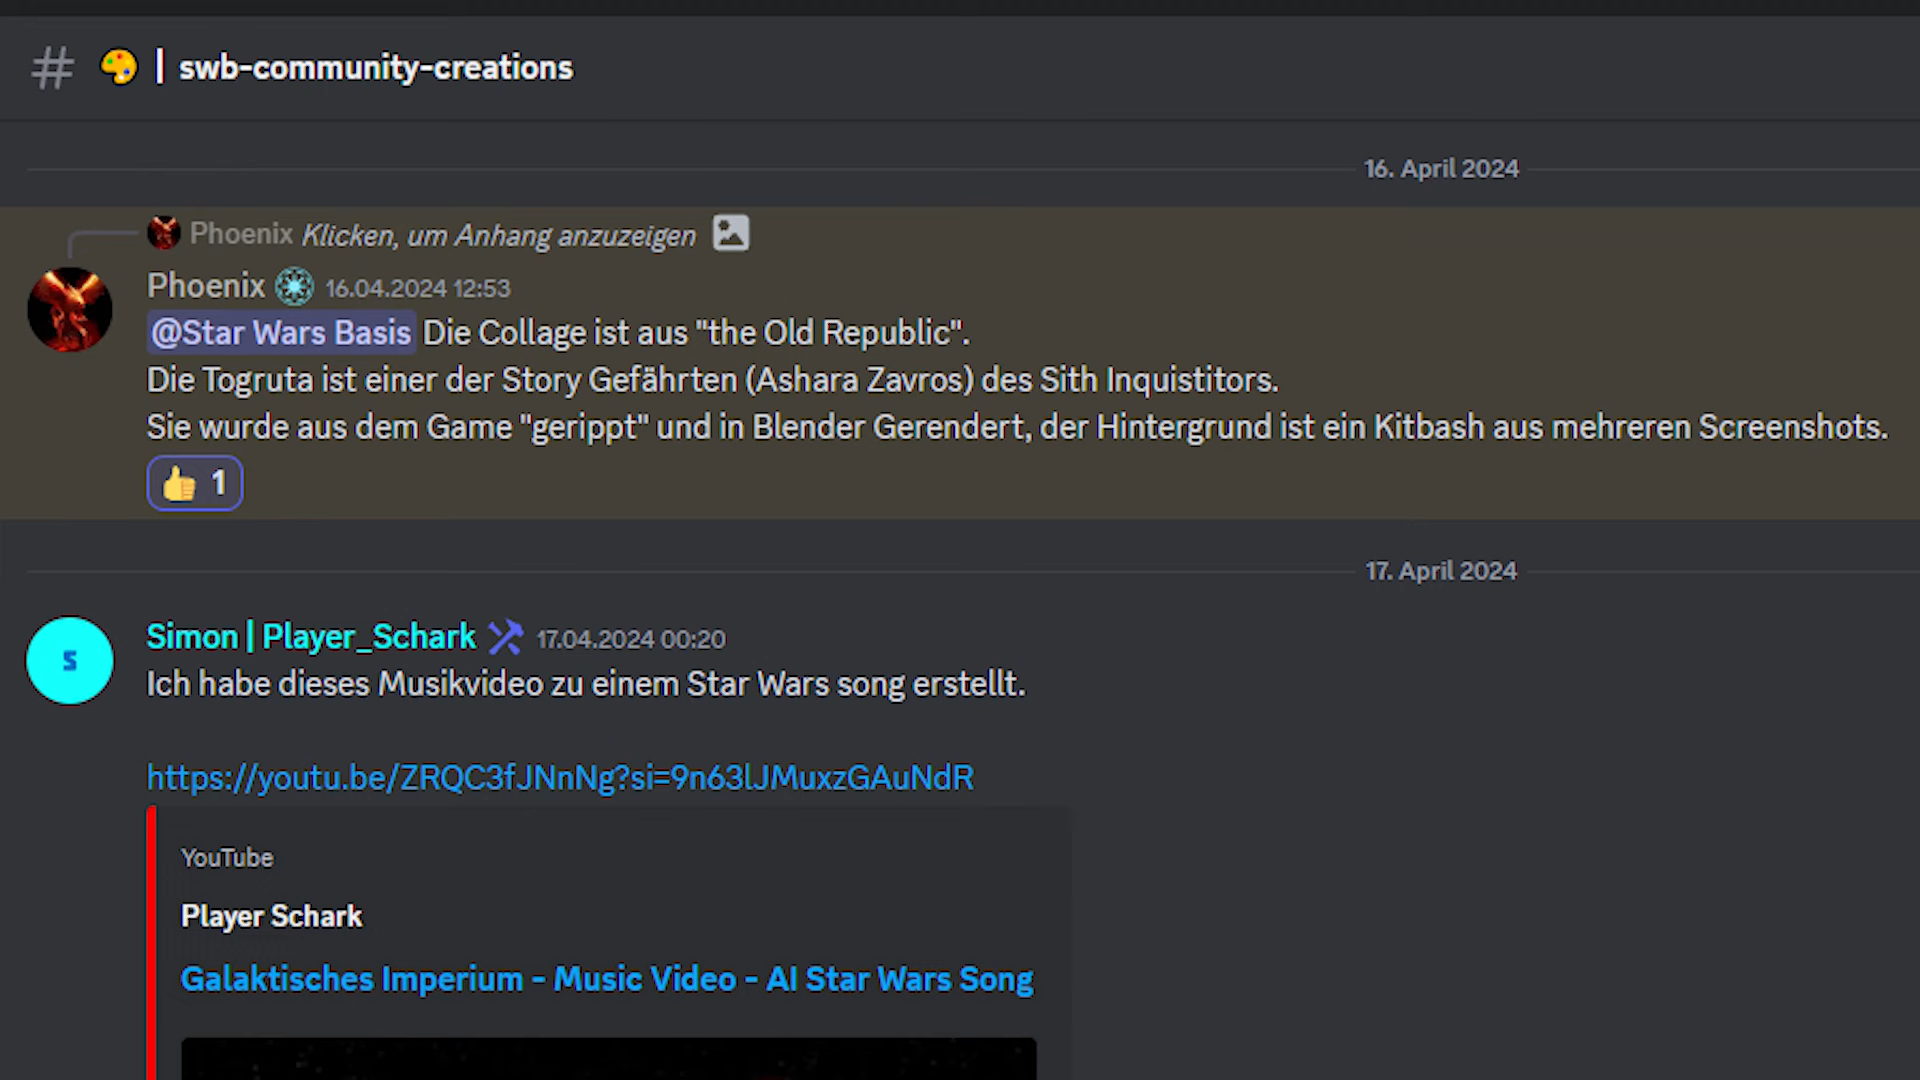 # 🎨 | swb-community-creations
16. April 2024
Phoenix Klicken, um Anhang anzuzeigen
Phoenix 16.04.2024 12:53
@Star Wars Basis Die Collage ist aus "the Old Republic".
Die Togruta ist einer der Story Gefährten (Ashara Zavros) des Sith Inquistitors.
Sie wurde aus dem Game "gerippt" und in Blender Gerendert, der Hintergrund ist ein Kitbash aus mehreren Screenshots.
👍 1
17. April 2024
S
Simon | Player_Schark 17.04.2024 00:20
Ich habe dieses Musikvideo zu einem Star Wars song erstellt.
https://youtu.be/ZRQC3fJNnNg?si=9n63lJMuxzGAuNdR
YouTube
Player Schark
Galaktisches Imperium - Music Video - AI Star Wars Song